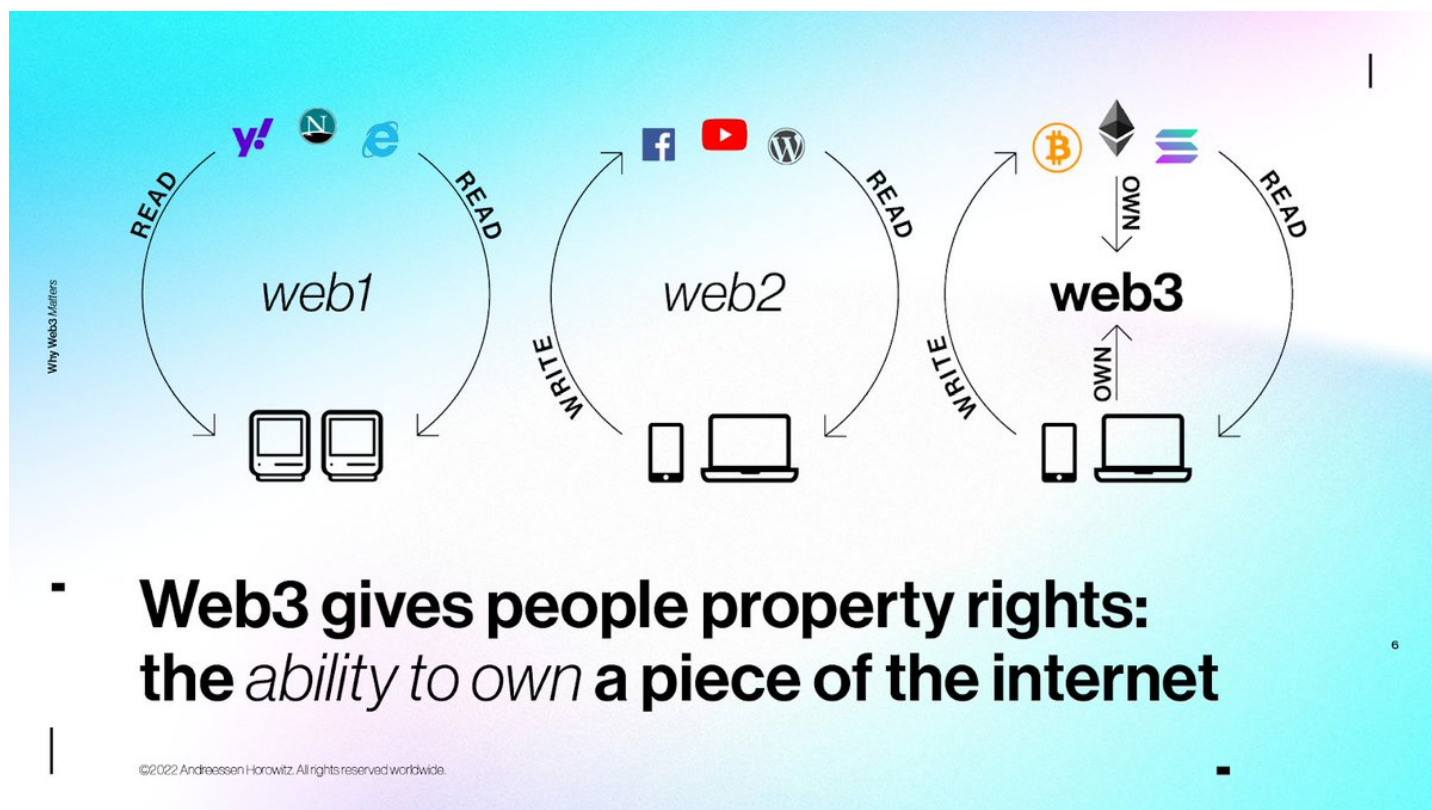 READ
READ
web1
READ
WRITE
web2
OWN
READ
WRITE
OWN
web3
Why Web3 Matters
Web3 gives people property rights:
the ability to own a piece of the internet
6
©2022 Andreessen Horowitz. All rights reserved worldwide.